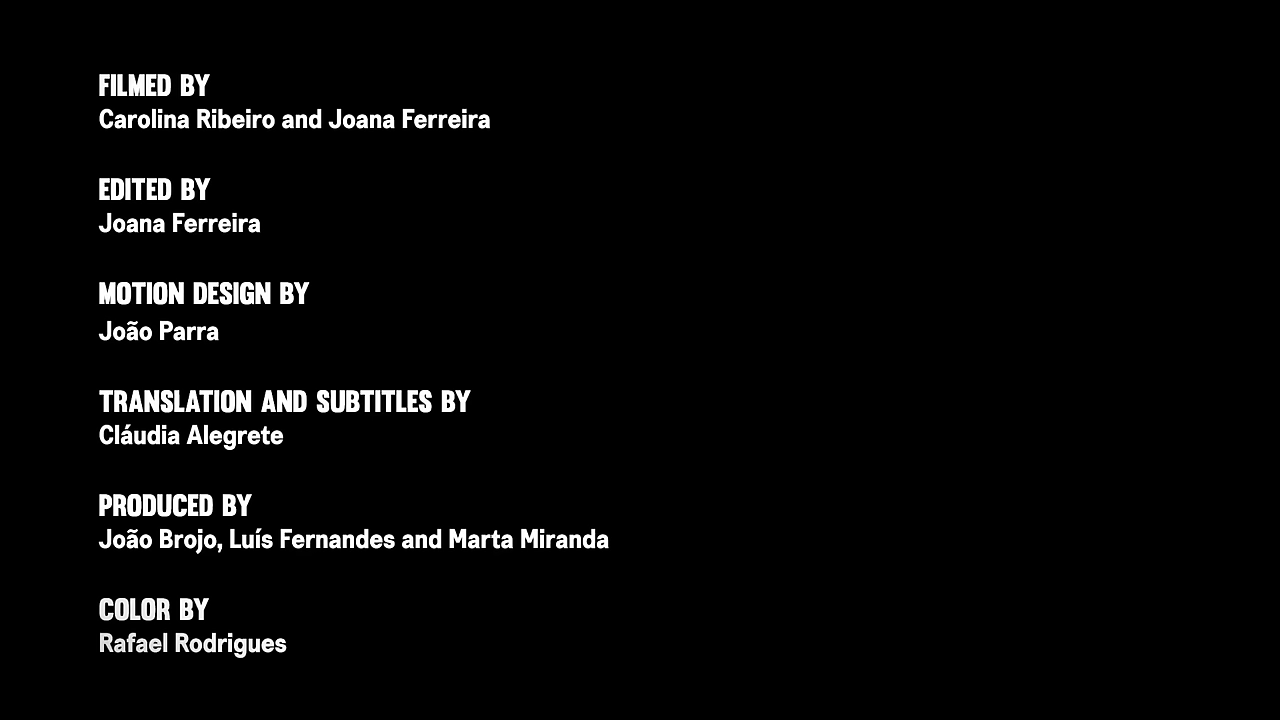 FILMED BY
Carolina Ribeiro and Joana Ferreira
EDITED BY
Joana Ferreira
MOTION DESIGN BY
João Parra
TRANSLATION AND SUBTITLES BY
Cláudia Alegrete
PRODUCED BY
João Brojo, Luís Fernandes and Marta Miranda
COLOR BY
Rafael Rodrigues